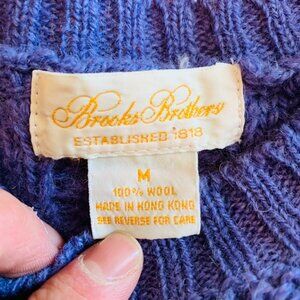 Brooks Brothers
ESTABLISHED 1818
M
100% WOOL
MADE IN HONG KONG
SEE REVERSE FOR CARE